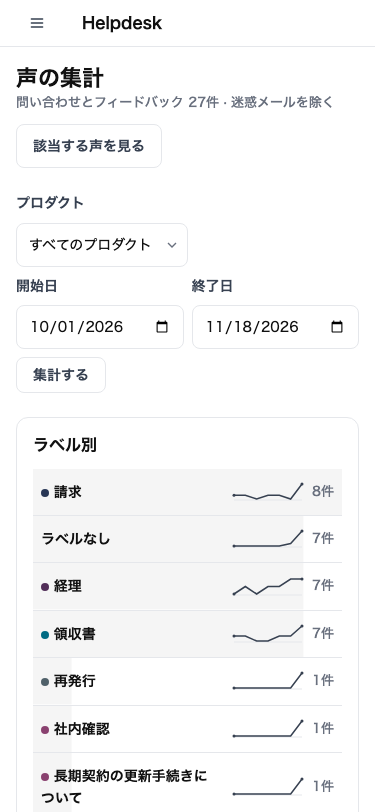 Helpdesk
声の集計
問い合わせとフィードバック 27件 · 迷惑メールを除く
該当する声を見る
プロダクト
すべてのプロダクト
開始日 終了日
10/01/2026 11/18/2026
集計する
ラベル別
請求 8件
ラベルなし 7件
経理 7件
領収書 7件
再発行 1件
社内確認 1件
長期契約の更新手続きに
ついて 1件